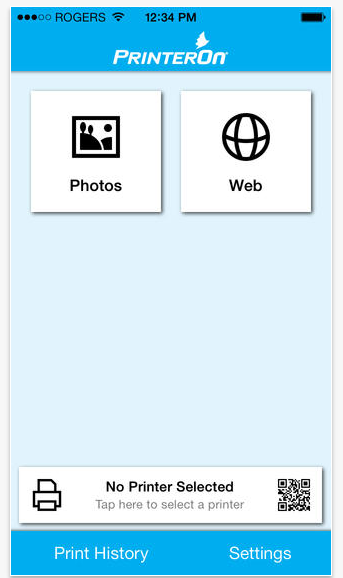 ROGERS 12:34 PM
PRINTERON
Photos Web
No Printer Selected
Tap here to select a printer
Print History Settings